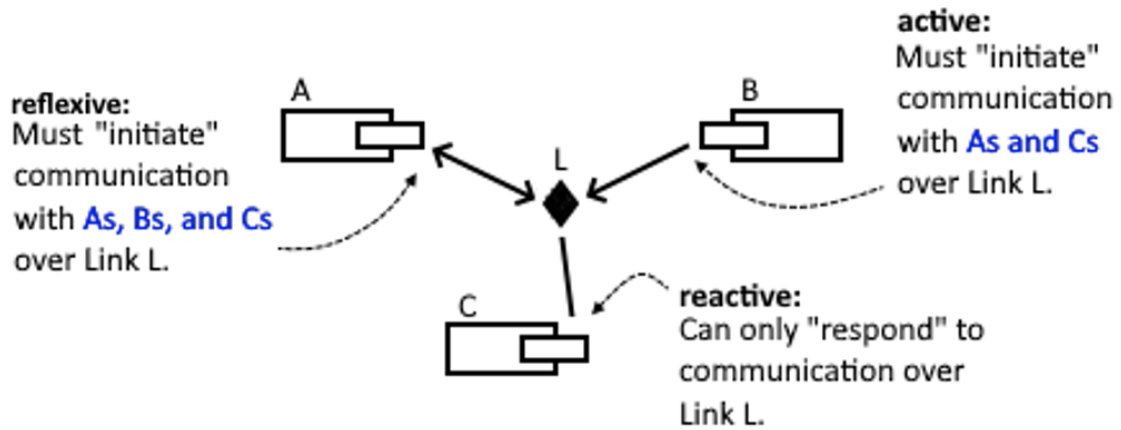 active:
Must "initiate"
communication
with As and Cs
over Link L.
A
B
reflexive:
Must "initiate"
communication
with As, Bs, and Cs
over Link L.
L
C
reactive:
Can only "respond" to
communication over
Link L.